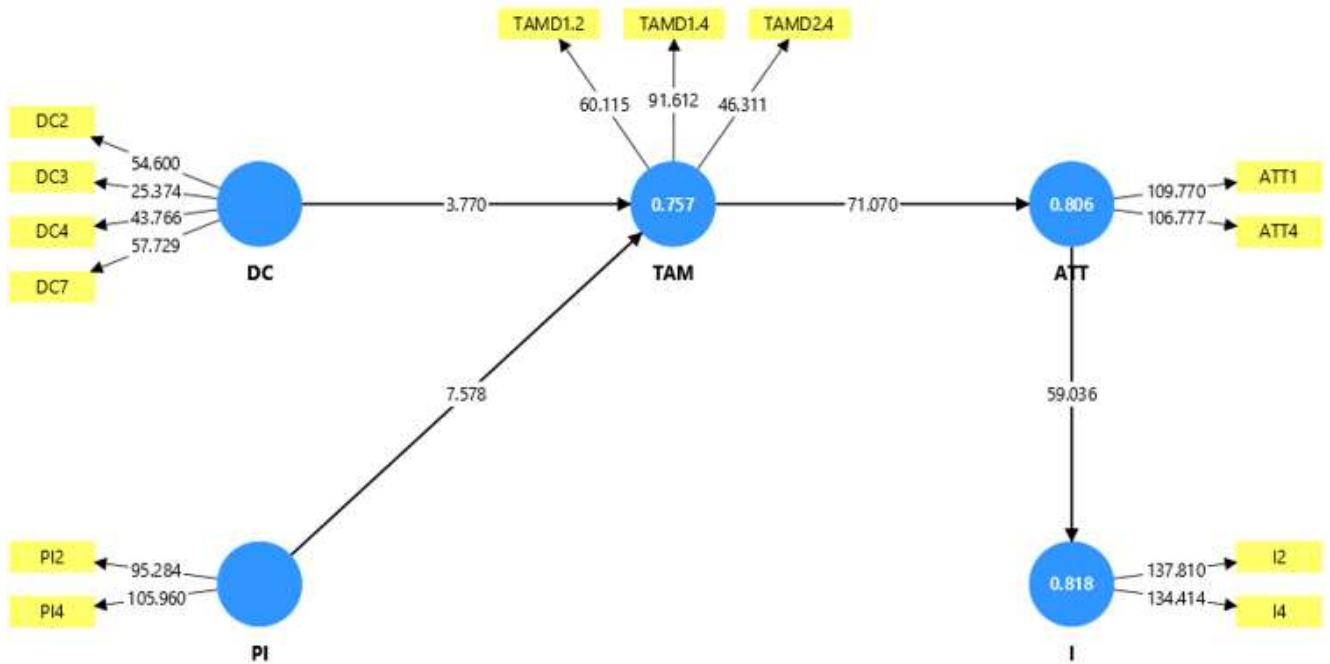 TAMD1.2
TAMD1.4
TAMD2.4
60.115
91.612
46.311
DC2
DC3
DC4
DC7
54.600
25.374
43.766
57.729
DC
3.770
0.757
TAM
71.070
0.806
ATT
109.770
106.777
ATT1
ATT4
7.578
59.036
PI2
PI4
95.284
105.960
PI
0.818
I
137.810
134.414
I2
I4